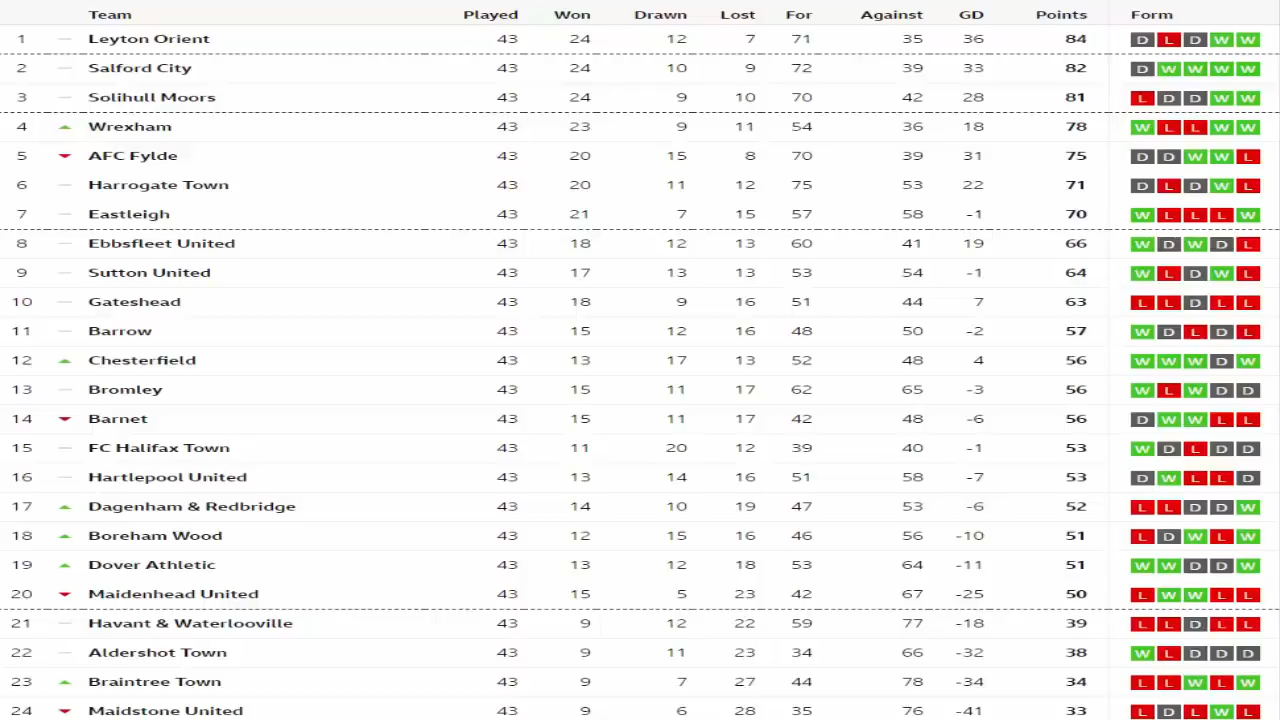 Team Played Won Drawn Lost For Against GD Points Form
1 Leyton Orient 43 24 12 7 71 35 36 84 D L D W W
2 Salford City 43 24 10 9 72 39 33 82 D W W W W
3 Solihull Moors 43 24 9 10 70 42 28 81 L D D W W
4 Wrexham 43 23 9 11 54 36 18 78 W L L W W
5 AFC Fylde 43 20 15 8 70 39 31 75 D D W W L
6 Harrogate Town 43 20 11 12 75 53 22 71 D L D W L
7 Eastleigh 43 21 7 15 57 58 -1 70 W L L L W
8 Ebbsfleet United 43 18 12 13 60 41 19 66 W D W D L
9 Sutton United 43 17 13 13 53 54 -1 64 W L D W L
10 Gateshead 43 18 9 16 51 44 7 63 L L D L L
11 Barrow 43 15 12 16 48 50 -2 57 W D L D L
12 Chesterfield 43 13 17 13 52 48 4 56 W W W D W
13 Bromley 43 15 11 17 62 65 -3 56 W L W D D
14 Barnet 43 15 11 17 42 48 -6 56 D W W L L
15 FC Halifax Town 43 11 20 12 39 40 -1 53 W D L D D
16 Hartlepool United 43 13 14 16 51 58 -7 53 D W L L D
17 Dagenham & Redbridge 43 14 10 19 47 53 -6 52 L L D D W
18 Boreham Wood 43 12 15 16 46 56 -10 51 L D W L W
19 Dover Athletic 43 13 12 18 53 64 -11 51 W W D D W
20 Maidenhead United 43 15 5 23 42 67 -25 50 L W W L L
21 Havant & Waterlooville 43 9 12 22 59 77 -18 39 L L D L L
22 Aldershot Town 43 9 11 23 34 66 -32 38 W L D D D
23 Braintree Town 43 9 7 27 44 78 -34 34 L L W L W
24 Maidstone United 43 9 6 28 35 76 -41 33 L D L W L